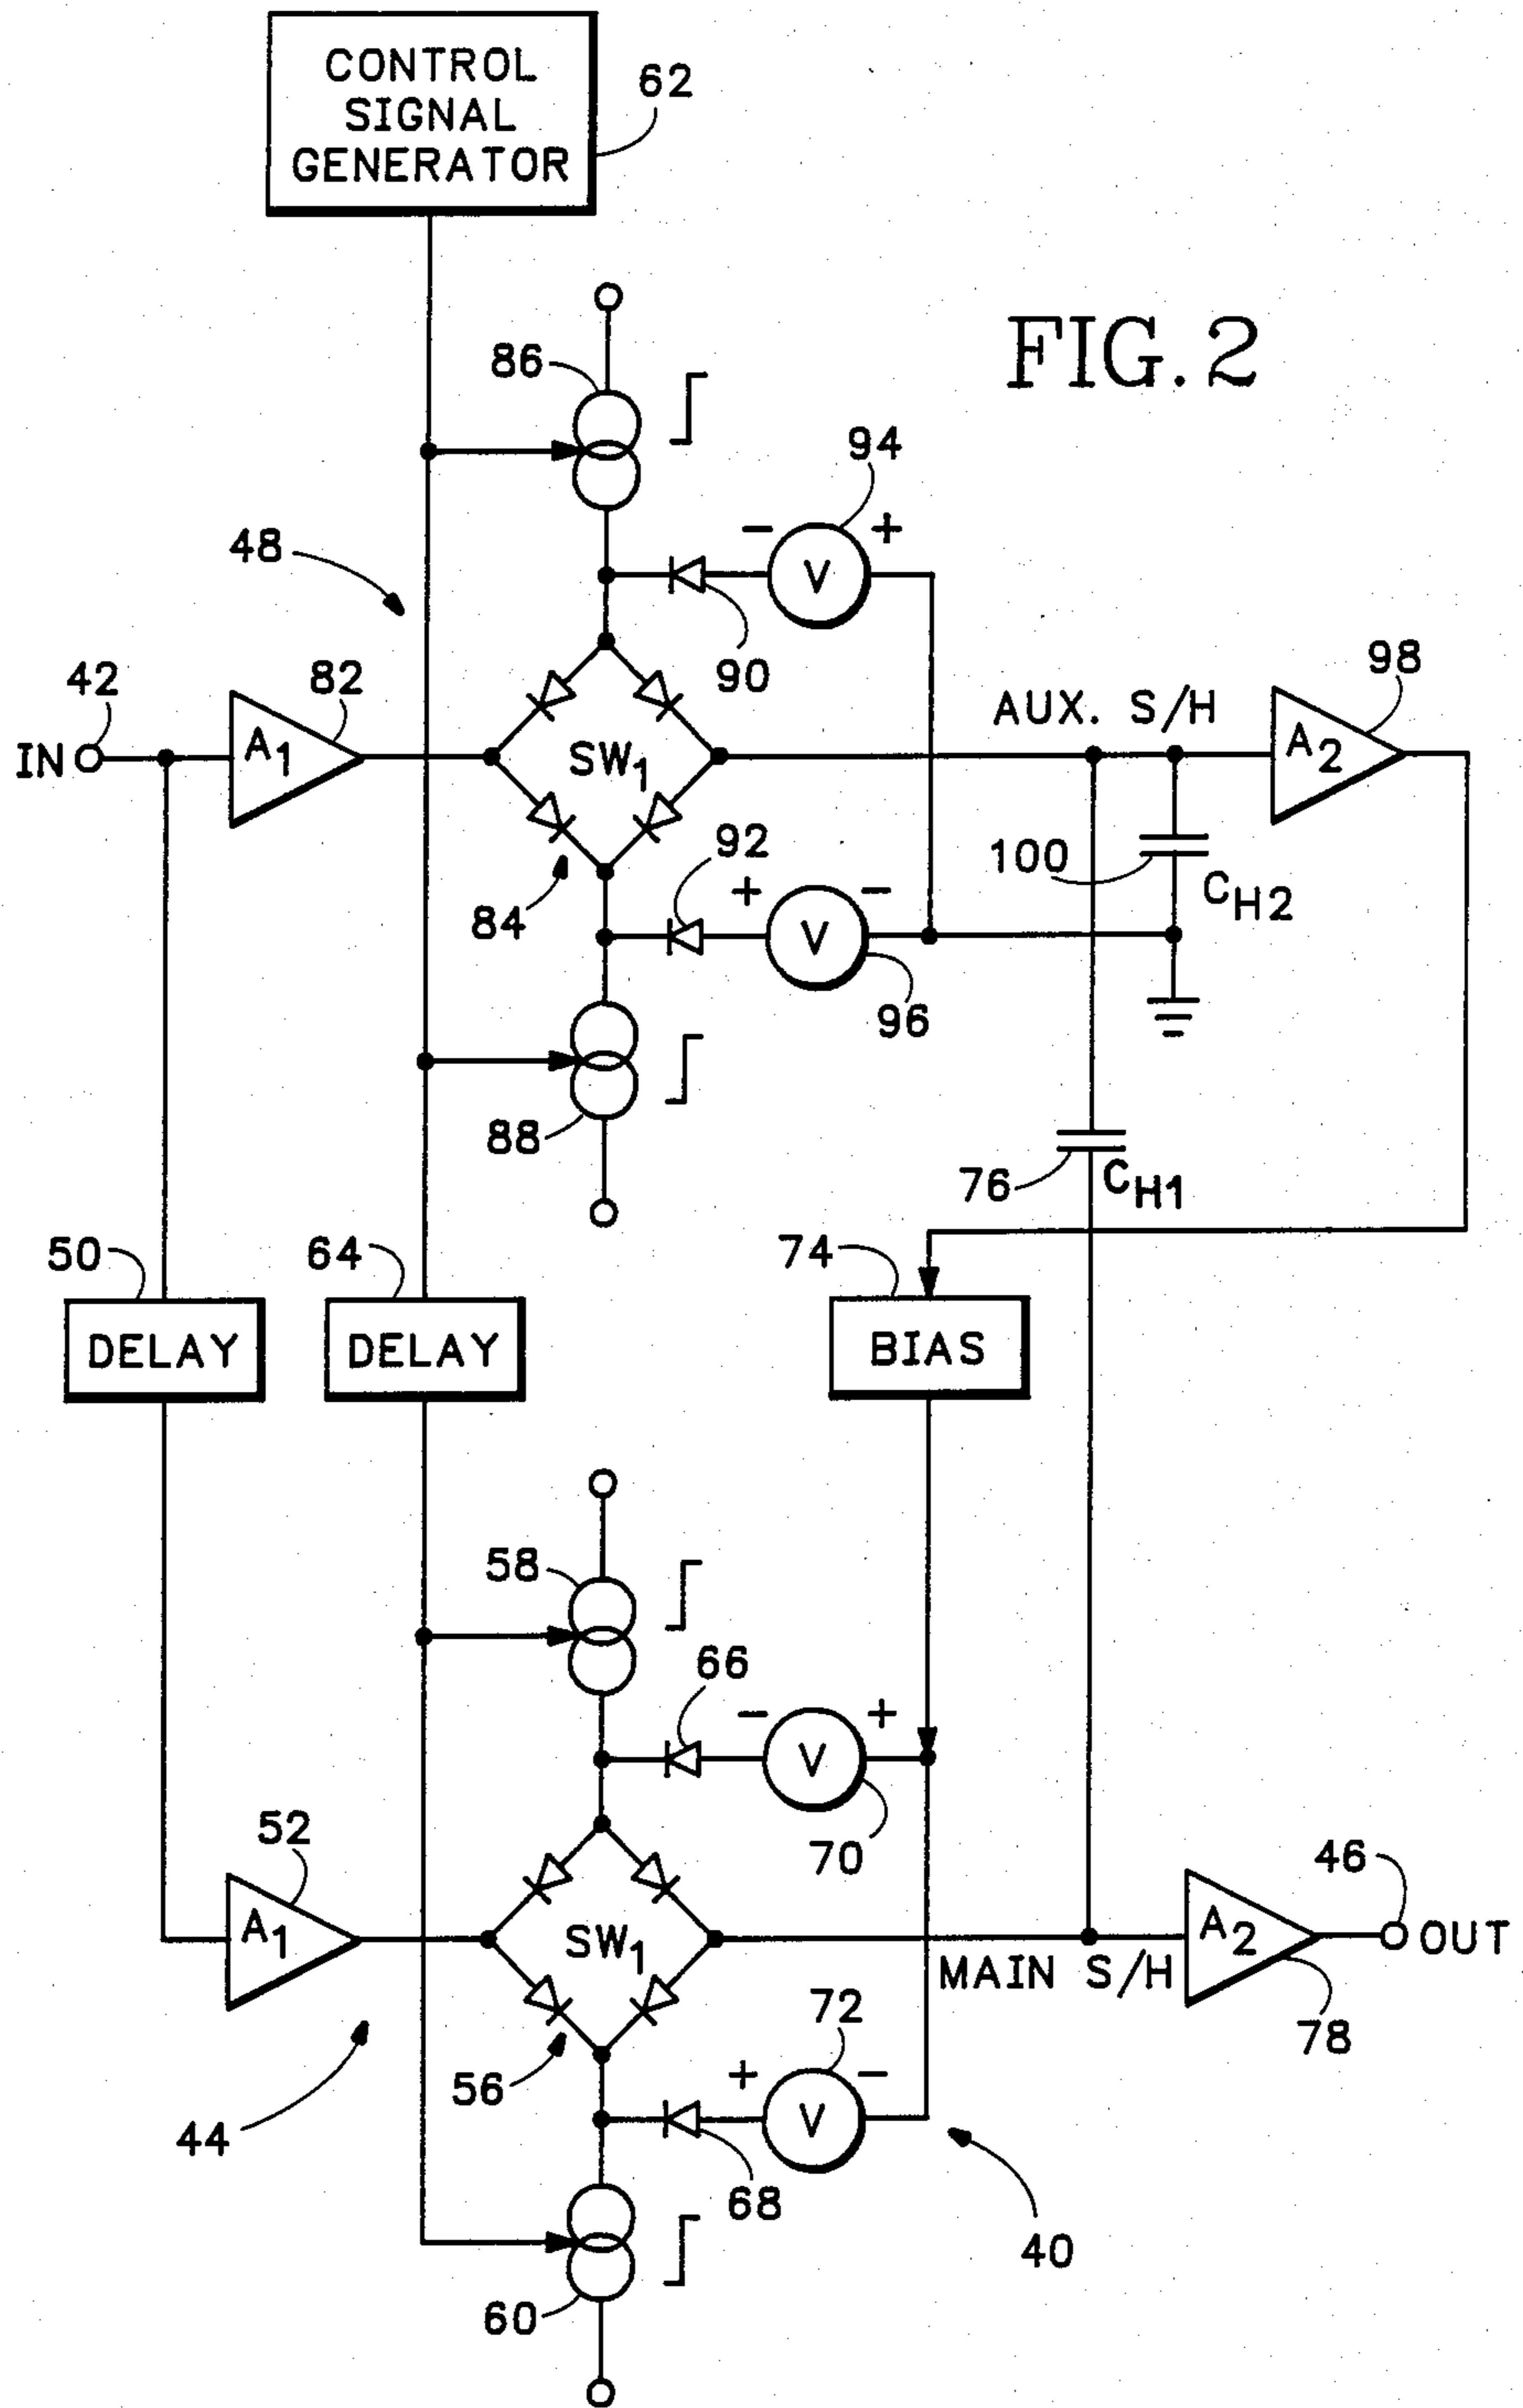 CONTROL
SIGNAL
GENERATOR
62
FIG. 2
86
94
- +
V
48
90
42
82
98
AUX. S/H
IN
A1
SW1
A2
92
100
CH2
84
+ -
V
96
88
76
CH1
50
64
74
DELAY
DELAY
BIAS
58
66
- +
V
70
52
46
A1
SW1
A2
OUT
MAIN S/H
72
78
56
+ -
V
44
68
40
60